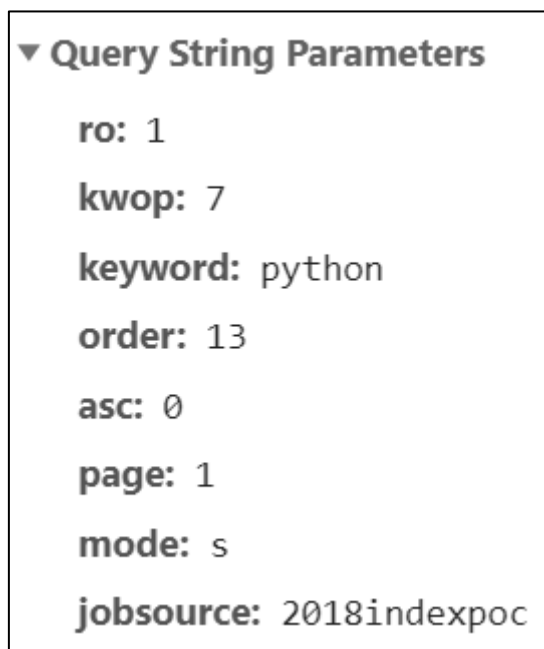 ▼ Query String Parameters
ro: 1
kwop: 7
keyword: python
order: 13
asc: 0
page: 1
mode: s
jobsource: 2018indexpoc